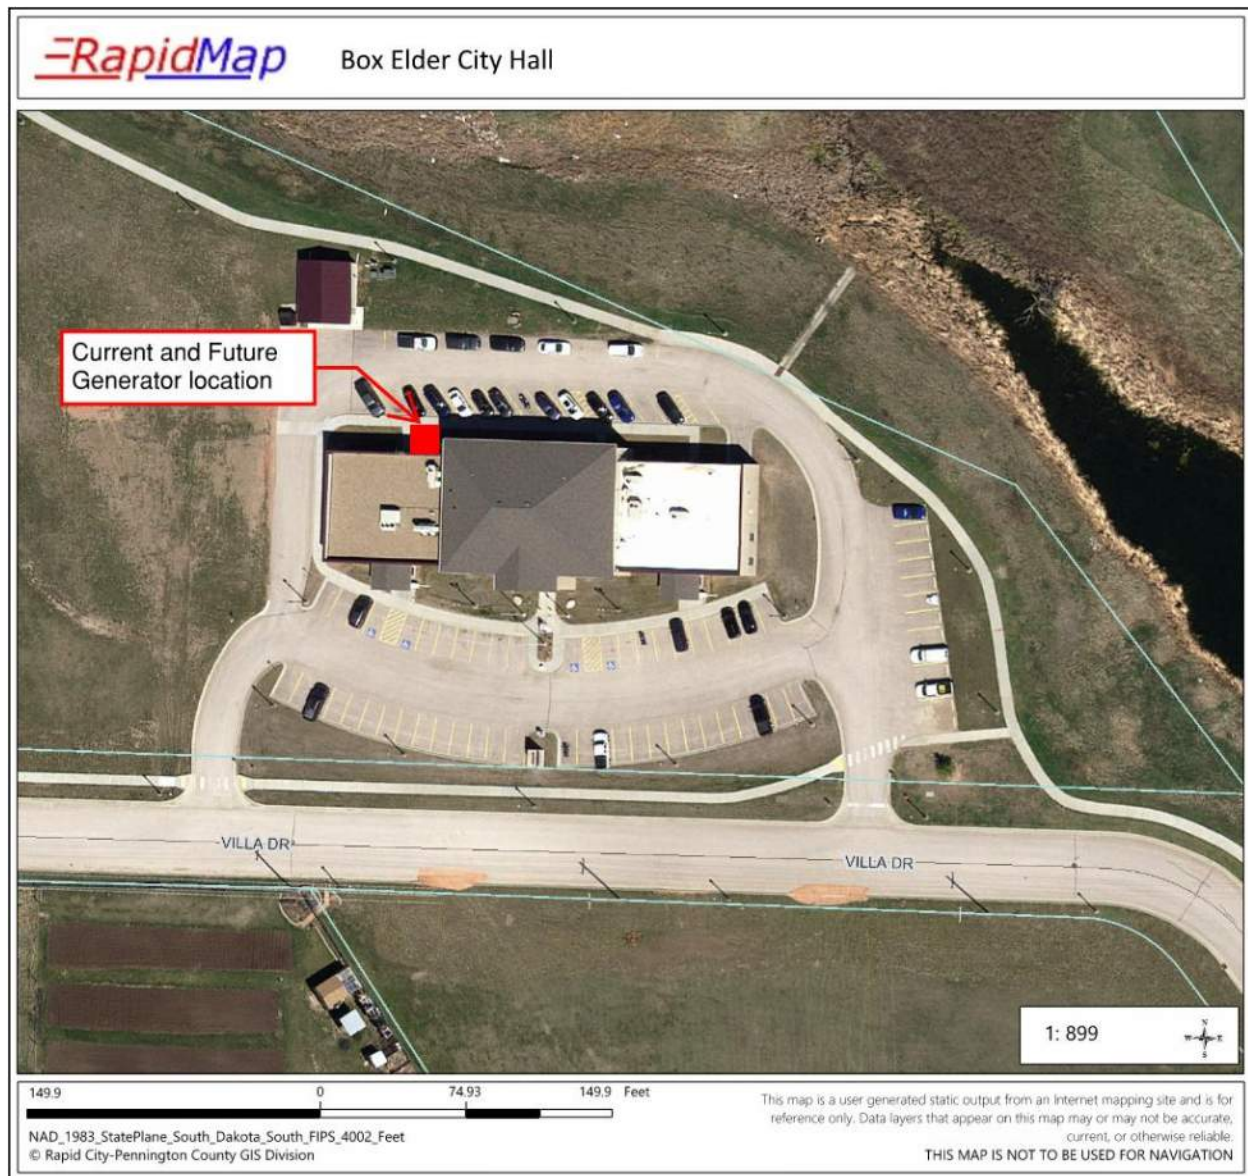 RapidMap
Box Elder City Hall
Current and Future
Generator location
VILLA DR
VILLA DR
1: 899
N
W E
S
149.9 0 74.93 149.9 Feet
NAD_1983_StatePlane_South_Dakota_South_FIPS_4002_Feet
© Rapid City-Pennington County GIS Division
This map is a user generated static output from an Internet mapping site and is for
reference only. Data layers that appear on this map may or may not be accurate,
current, or otherwise reliable.
THIS MAP IS NOT TO BE USED FOR NAVIGATION